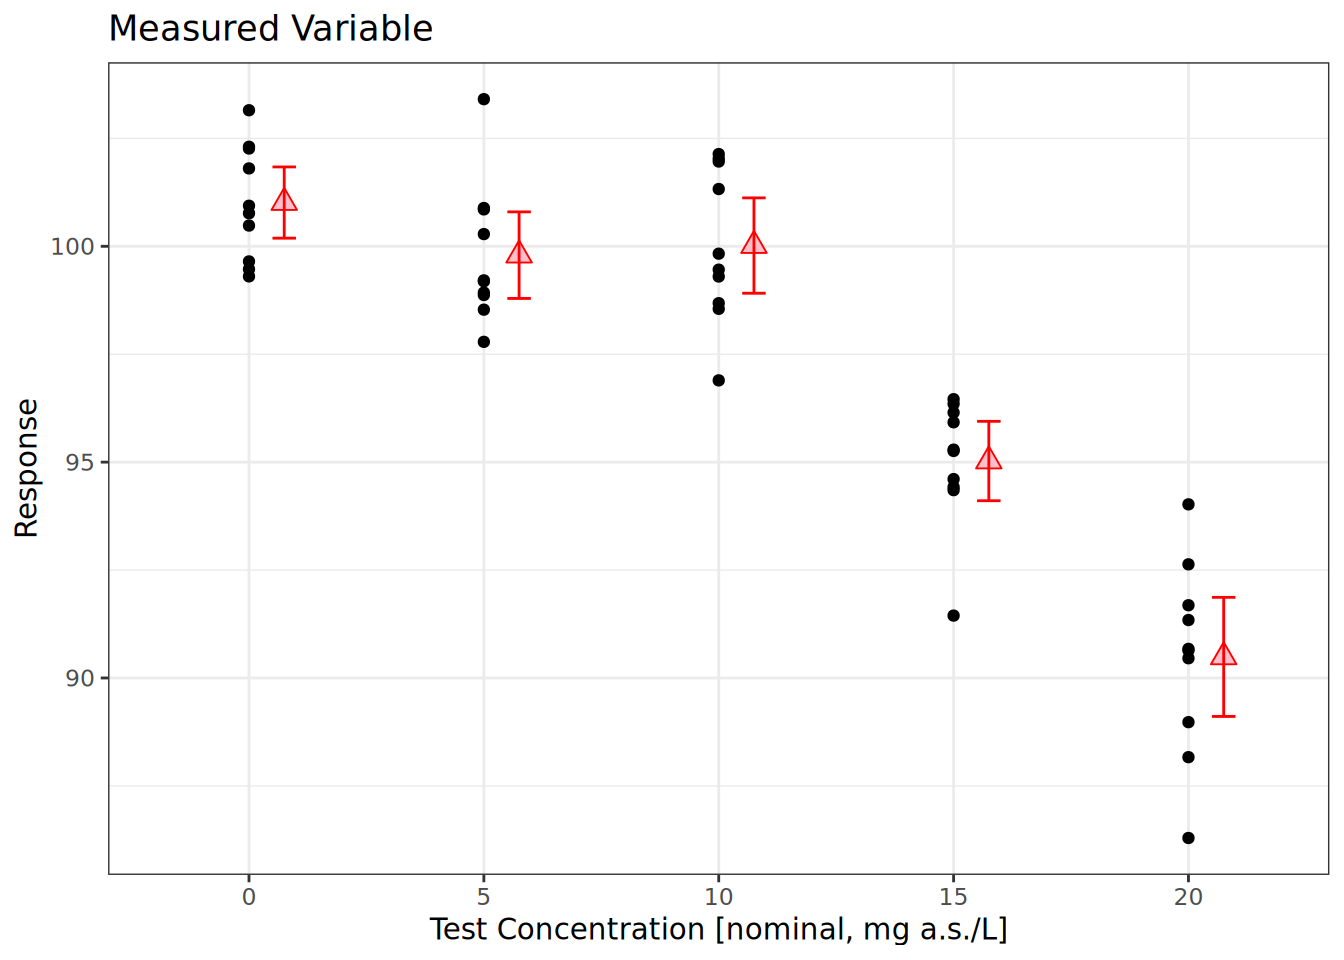 Measured Variable
100
95
90
Response
0 5 10 15 20
Test Concentration [nominal, mg a.s./L]